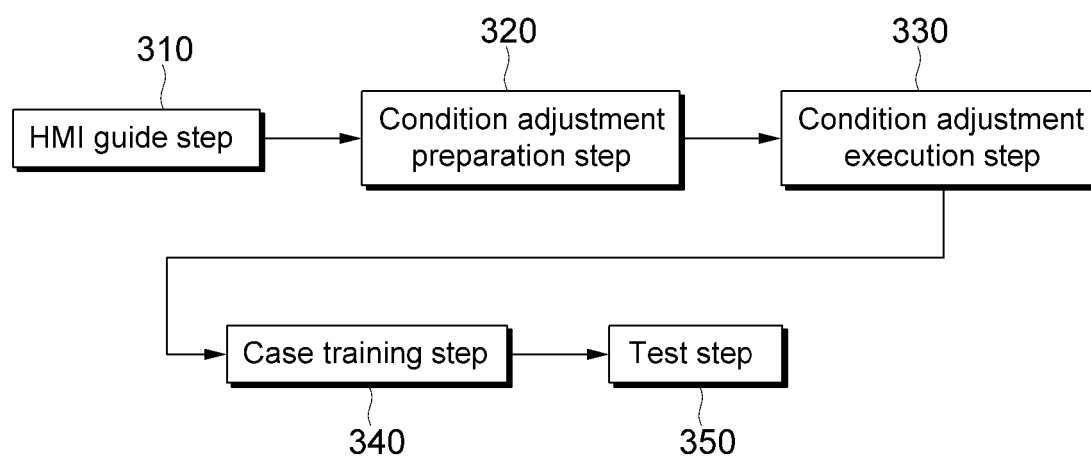 310
320
330
HMI guide step
Condition adjustment
preparation step
Condition adjustment
execution step
Case training step
Test step
340
350